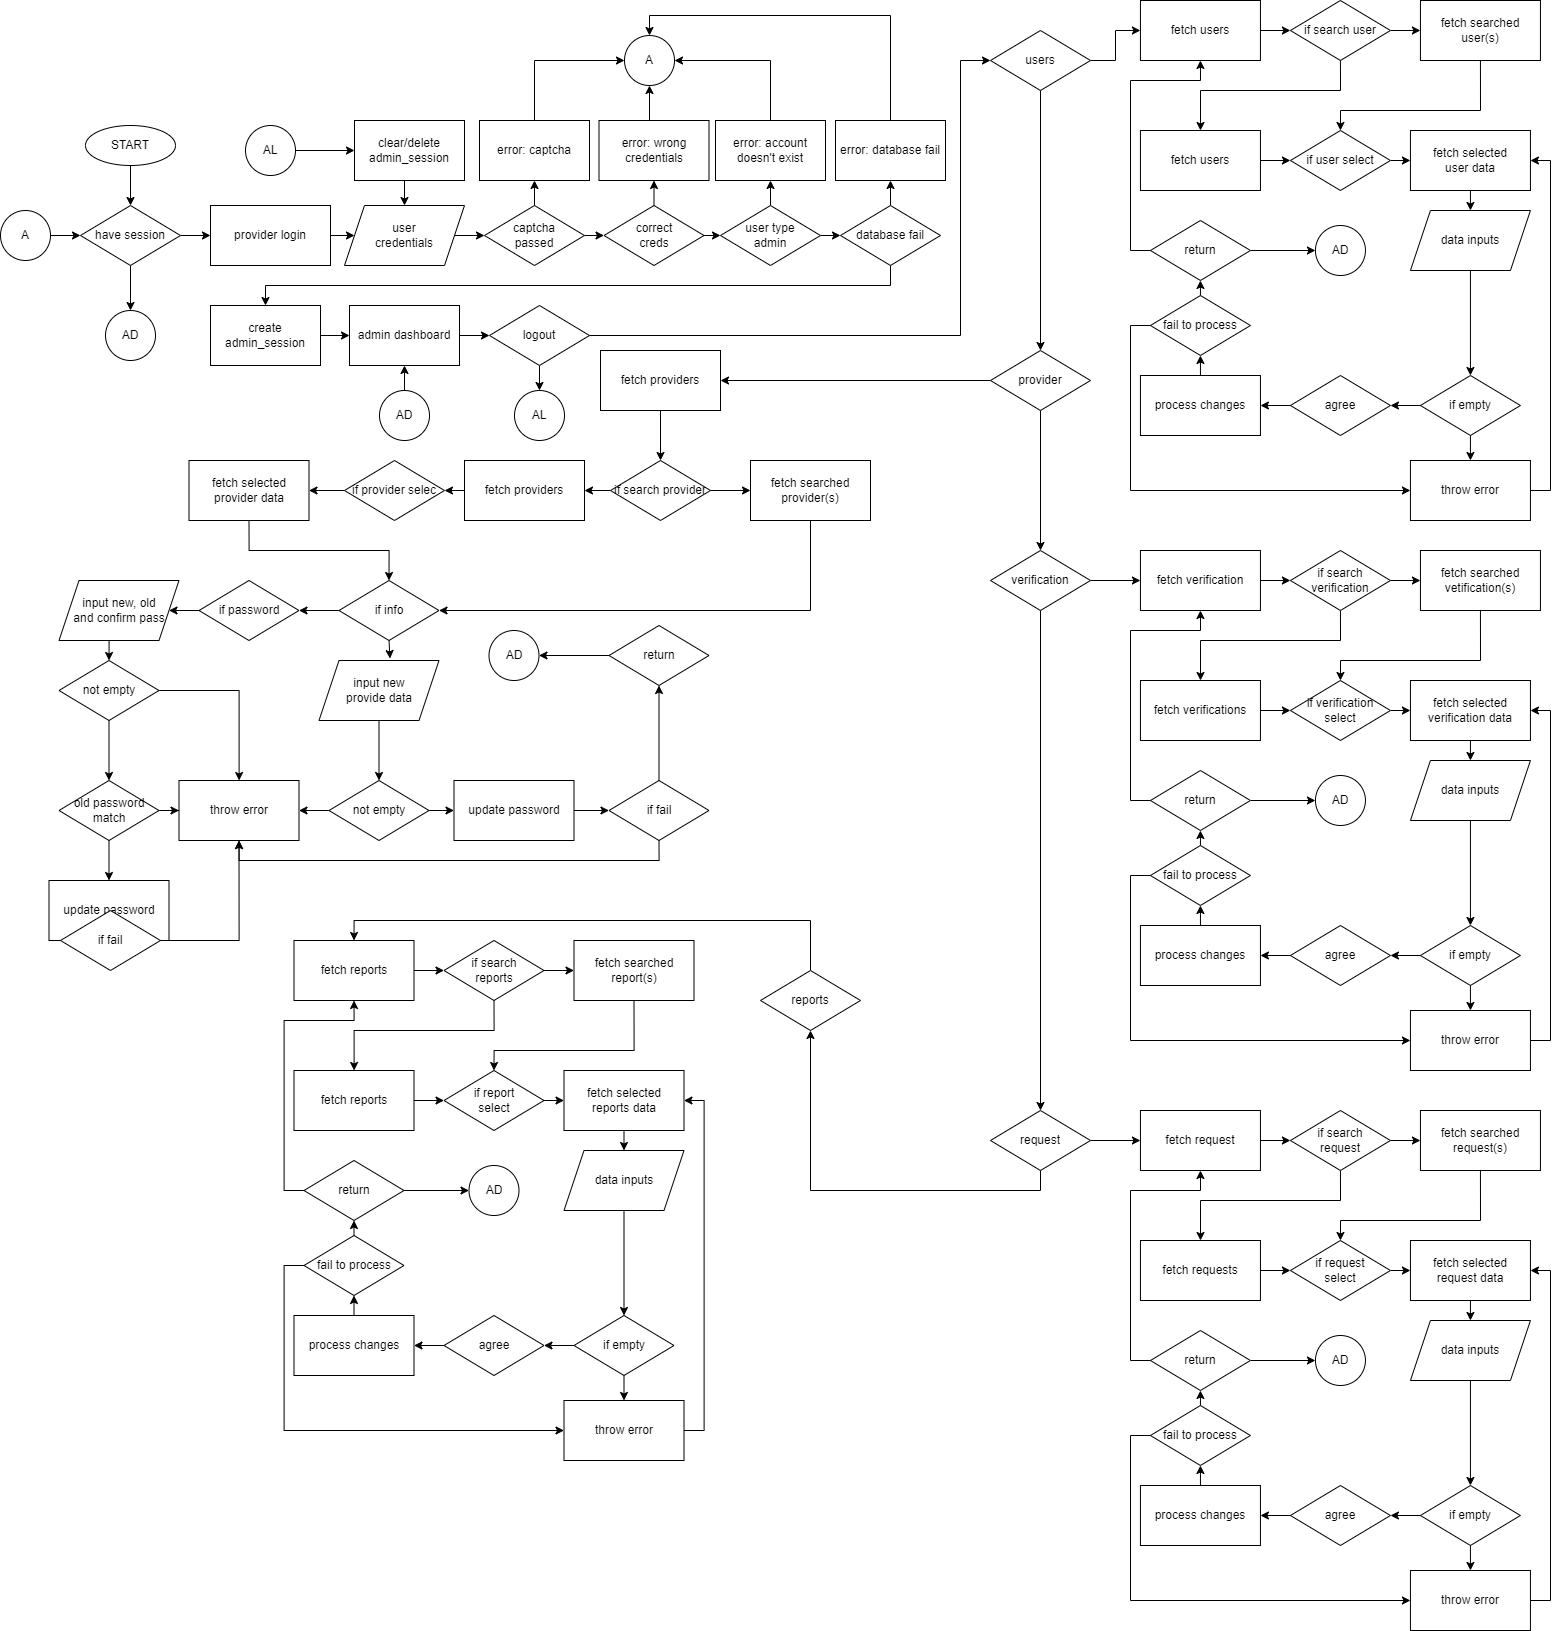 START
A
have session
AD
provider login
AL
clear/delete
admin_session
user
credentials
A
error: captcha
error: wrong
credentials
error: account
doesn't exist
error: database fail
captcha
passed
correct
creds
user type
admin
database fail
create
admin_session
admin dashboard
logout
AD
AL
users
fetch users
if search user
fetch searched
user(s)
fetch users
if user select
fetch selected
user data
return
AD
data inputs
fail to process
process changes
agree
if empty
throw error
provider
fetch providers
fetch selected
provider data
if provider selec
fetch providers
if search provider
fetch searched
provider(s)
input new, old
and confirm pass
if password
if info
not empty
input new
provide data
AD
return
old password
match
throw error
not empty
update password
if fail
update password
if fail
verification
fetch verification
if search
verification
fetch searched
vetification(s)
fetch verifications
if verification
select
fetch selected
verification data
return
AD
data inputs
fail to process
process changes
agree
if empty
throw error
reports
fetch reports
if search
reports
fetch searched
report(s)
fetch reports
if report
select
fetch selected
reports data
return
AD
data inputs
fail to process
process changes
agree
if empty
throw error
request
fetch request
if search
request
fetch searched
request(s)
fetch requests
if request
select
fetch selected
request data
return
AD
data inputs
fail to process
process changes
agree
if empty
throw error